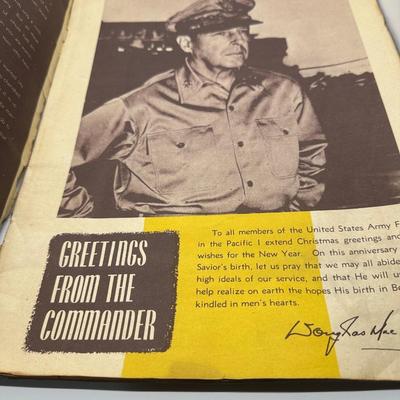 GREETINGS
FROM THE
COMMANDER
To all members of the United States Army F
in the Pacific I extend Christmas greetings and
wishes for the New Year. On this anniversary
Savior's birth, let us pray that we may all abide
high ideals of our service, and that He will us
help realize on earth the hopes His birth in Be
kindled in men's hearts.
Douglas Mac